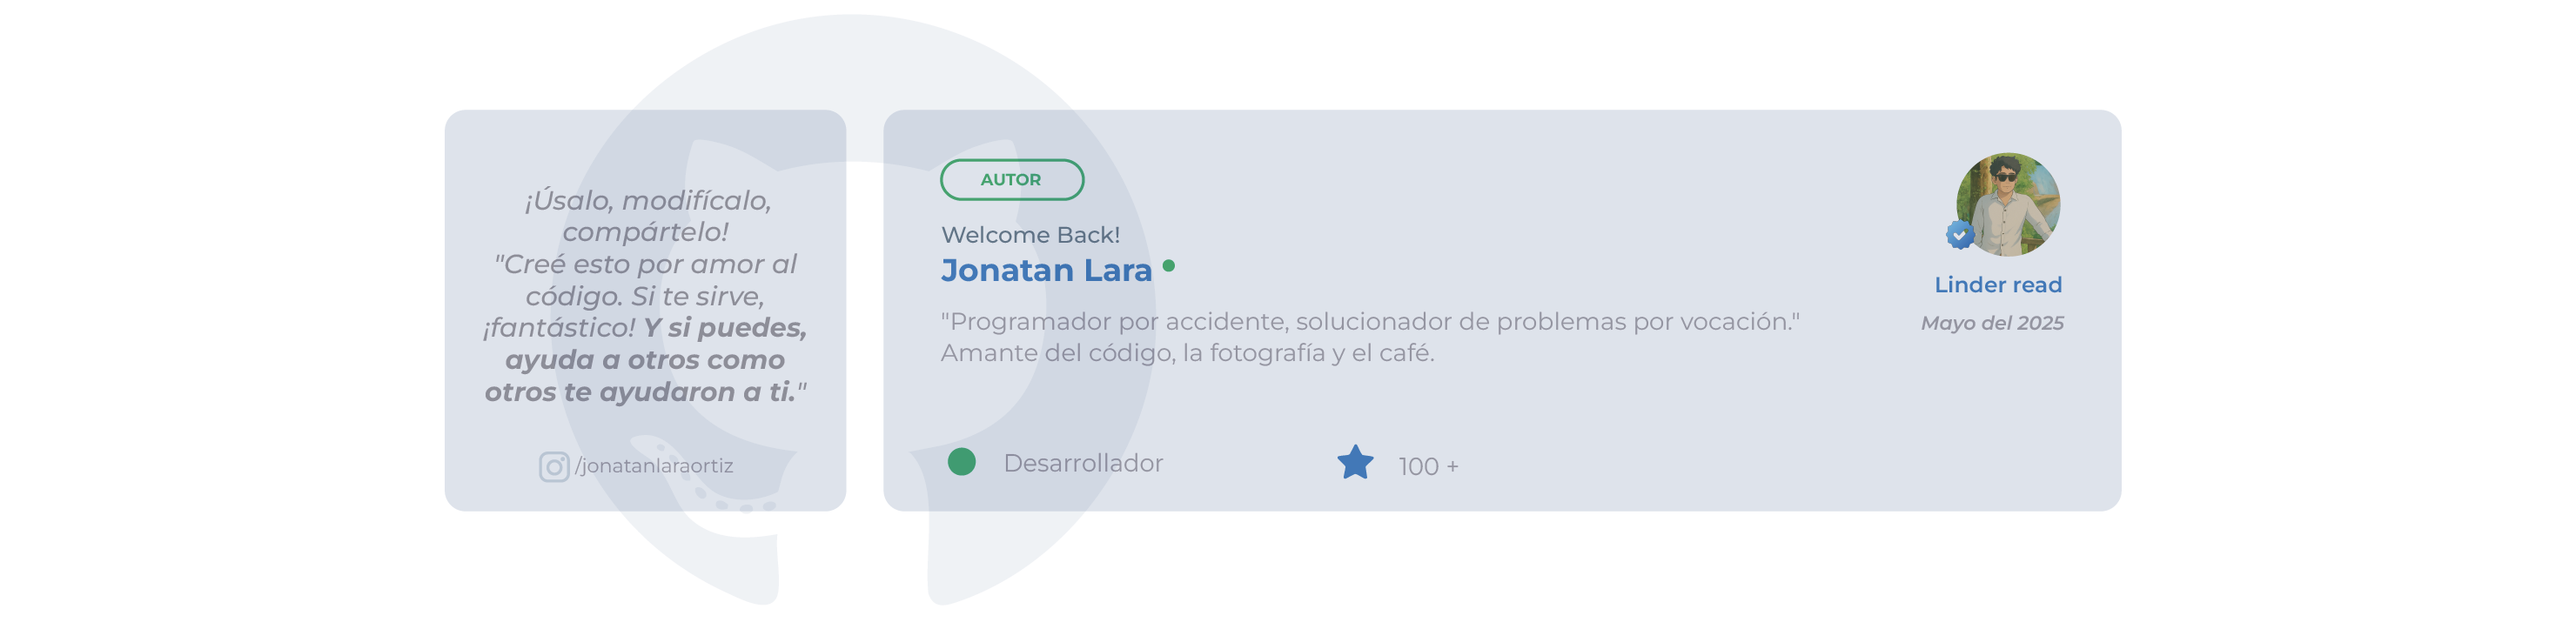 ¡Úsalo, modifícalo,
compártelo!
"Creé esto por amor al
código. Si te sirve,
¡fantástico! Y si puedes,
ayuda a otros como
otros te ayudaron a ti."
/jonatanlaraortiz
AUTOR
Welcome Back!
Jonatan Lara
"Programador por accidente, solucionador de problemas por vocación."
Amante del código, la fotografía y el café.
Desarrollador
100 +
Linder read
Mayo del 2025